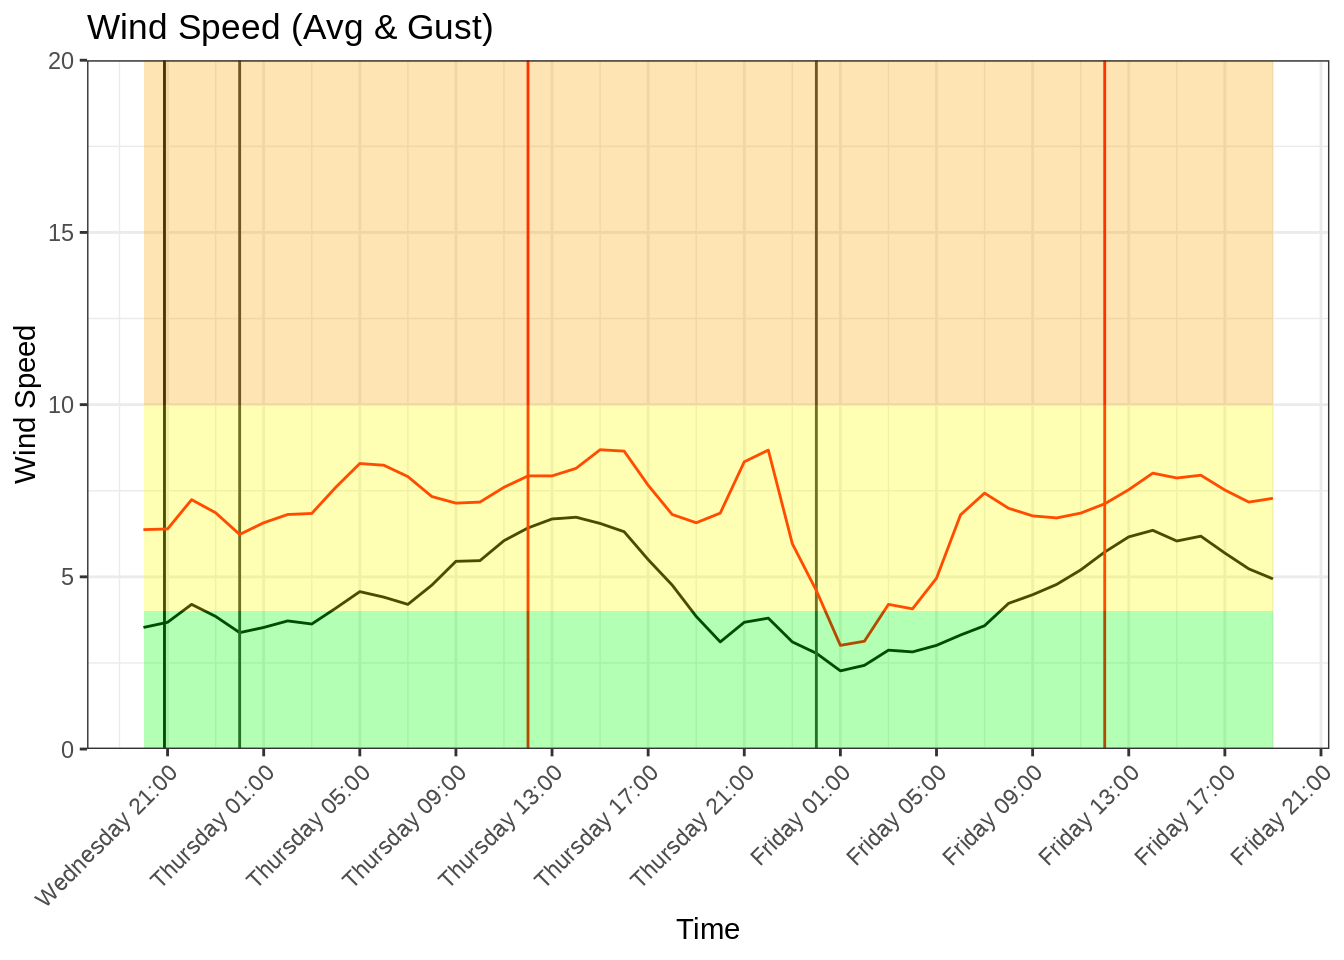 Wind Speed (Avg & Gust)
20
15
10
5
0
Wind Speed
Wednesday 21:00
Thursday 01:00
Thursday 05:00
Thursday 09:00
Thursday 13:00
Thursday 17:00
Thursday 21:00
Friday 01:00
Friday 05:00
Friday 09:00
Friday 13:00
Friday 17:00
Friday 21:00
Time